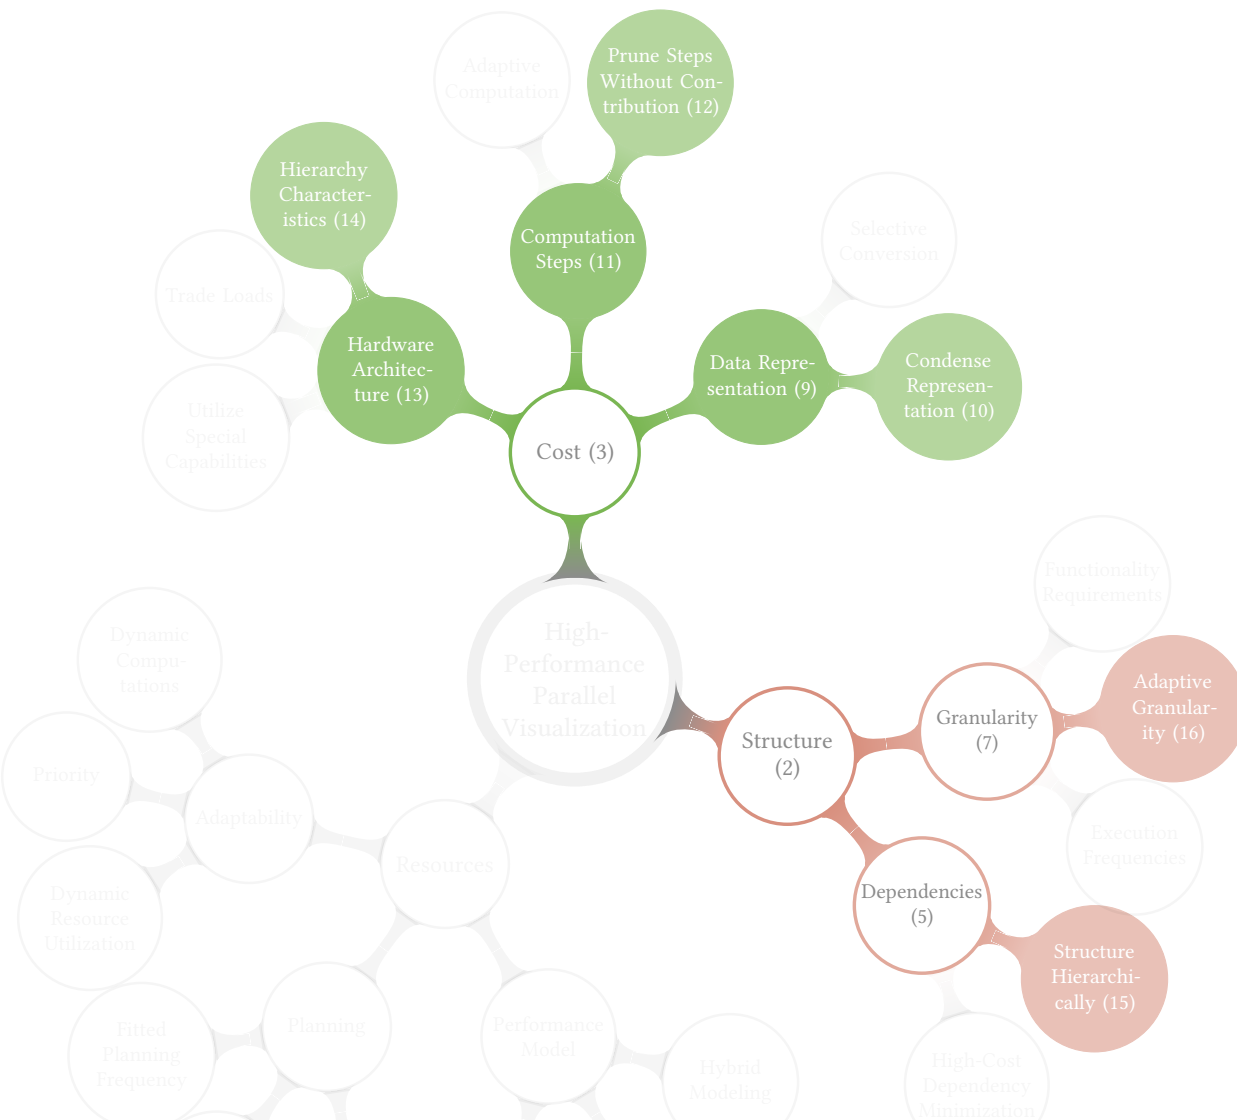 Adaptive
Computation
Prune Steps
Without Con-
tribution (12)
Hierarchy
Character-
istics (14)
Computation
Steps (11)
Selective
Conversion
Trade Loads
Hardware
Architec-
ture (13)
Data Repre-
sentation (9)
Condense
Represen-
tation (10)
Utilize
Special
Capabilities
Cost (3)
Functionality
Requirements
High-
Performance
Parallel
Visualization
Dynamic
Compu-
tations
Adaptive
Granular-
ity (16)
Granularity
(7)
Structure
(2)
Priority
Adaptability
Execution
Frequencies
Resources
Dependencies
(5)
Dynamic
Resource
Utilization
Structure
Hierarchi-
cally (15)
Planning
Performance
Model
Fitted
Planning
Frequency
Hybrid
Modeling
High-Cost
Dependency
Minimization